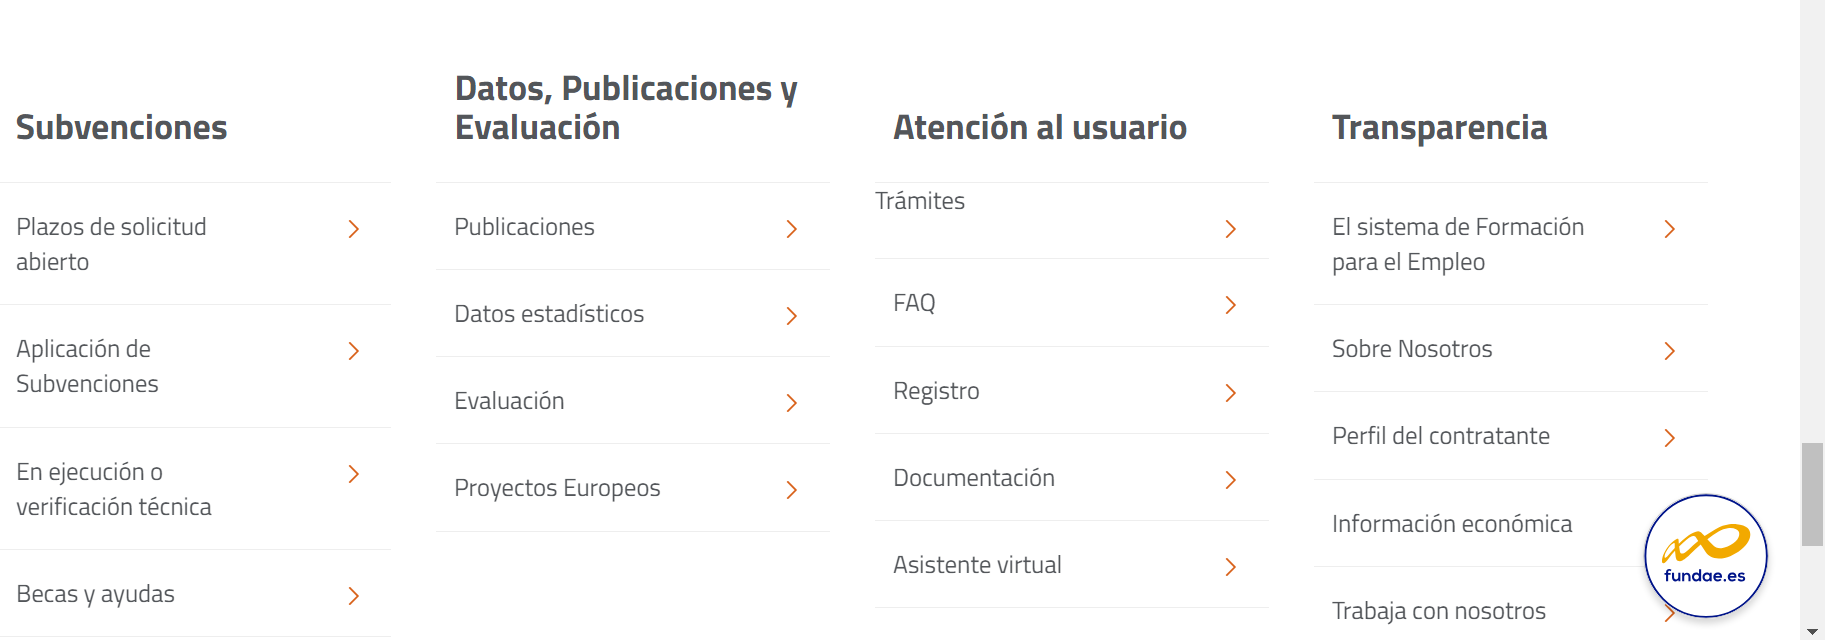 Subvenciones
Plazos de solicitud
abierto
Aplicación de
Subvenciones
En ejecución o
verificación técnica
Becas y ayudas
Datos, Publicaciones y
Evaluación
Publicaciones
Datos estadísticos
Evaluación
Proyectos Europeos
Atención al usuario
Trámites
FAQ
Registro
Documentación
Asistente virtual
Transparencia
El sistema de Formación
para el Empleo
Sobre Nosotros
Perfil del contratante
Información económica
Trabaja con nosotros
fundae.es